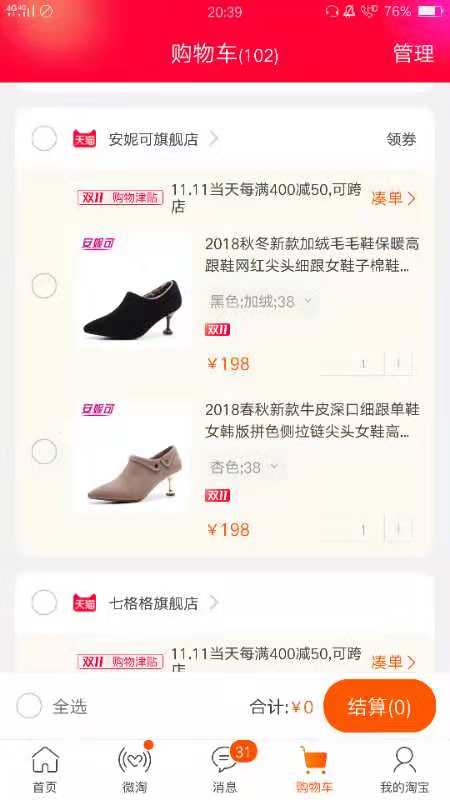 4G 4G 20:39 76%
购物车(102) 管理
天猫 安妮可旗舰店 领券
双11 购物津贴 11.11当天每满400减50,可跨 凑单
店
安妮可 2018秋冬新款加绒毛毛鞋保暖高
跟鞋网红尖头细跟女鞋子棉鞋...
黑色;加绒;38
双11
￥198 1 +
安妮可 2018春秋新款牛皮深口细跟单鞋
女韩版拼色侧拉链尖头女鞋高...
杏色;38
双11
￥198 1 +
天猫 七格格旗舰店
双11 购物津贴 11.11当天每满400减50,可跨 凑单
店
全选 合计:￥0 结算(0)
31
首页 微淘 消息 购物车 我的淘宝